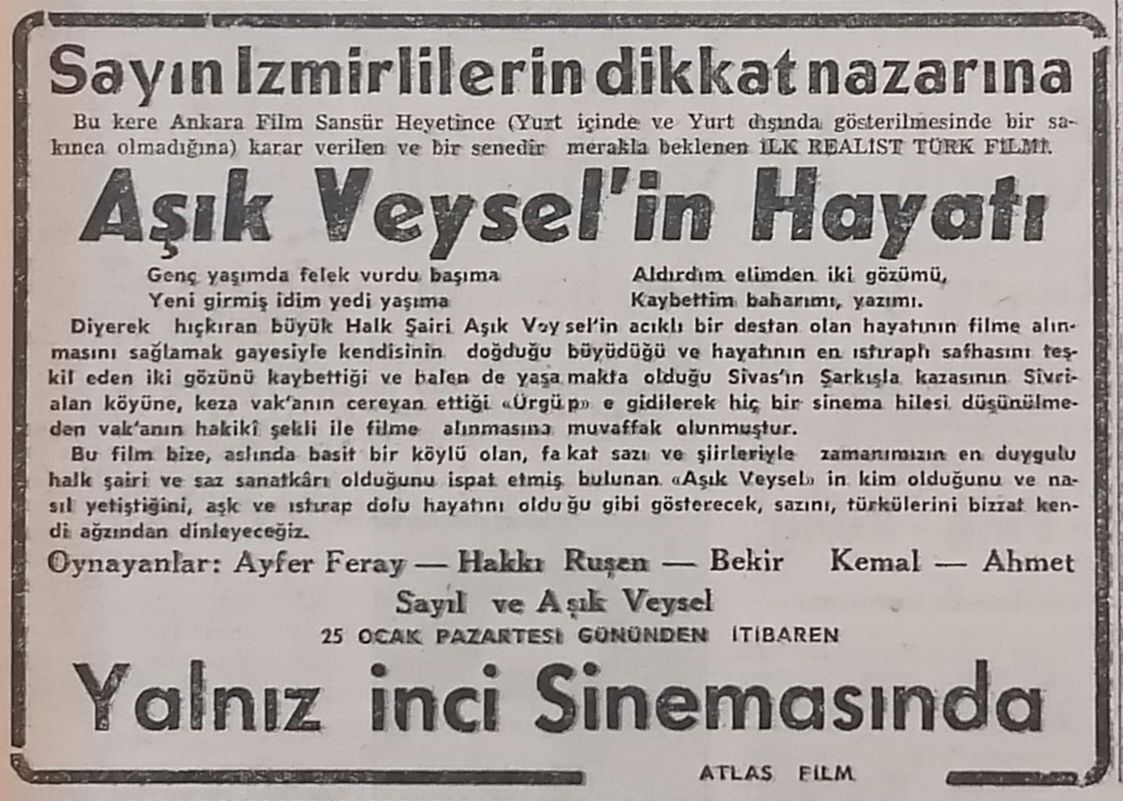 Sayın Izmirlilerin dikkat nazarına
Bu kere Ankara Film Sansür Heyetince (Yurt içinde ve Yurt dışında gösterilmesinde bir sa-
kınca olmadığına) karar verilen ve bir senedir merakla beklenen İLK REALİST TÜRK FİLMİ.
Aşık Veysel'in Hayatı
Genç yaşımda felek vurdu başıma
Yeni girmiş idim yedi yaşıma
Aldırdım elimden iki gözümü,
Kaybettim baharımı, yazımı.
Diyerek hıçkıran büyük Halk Şairi Aşık Veysel'in acıklı bir destan olan hayatının filme alın-
masını sağlamak gayesiyle kendisinin doğduğu büyüdüğü ve hayatının en ıstıraplı safhasını teş-
kil eden iki gözünü kaybettiği ve halen de yaşamakta olduğu Sivas'ın Şarkışla kazasının Sivri-
alan köyüne, keza vak'anın cereyan ettiği «Ürgüp» e gidilerek hiç bir sinema hilesi düşünülme-
den vak'anın hakikî şekli ile filme alınmasına muvaffak olunmuştur.
Bu film bize, aslında basit bir köylü olan, fakat sazı ve şiirleriyle zamanımızın en duygulu
halk şairi ve saz sanatkârı olduğunu ispat etmiş bulunan «Aşık Veysel» in kim olduğunu ve na-
sıl yetiştiğini, aşk ve ıstırap dolu hayatını olduğu gibi gösterecek, sazını, türkülerini bizzat ken-
di ağzından dinleyeceğiz.
Oynayanlar: Ayfer Feray — Hakkı Ruşen — Bekir Kemal — Ahmet
Sayıl ve Aşık Veysel
25 OCAK PAZARTESİ GÜNÜNDEN İTİBAREN
Yalnız inci Sinemasında
ATLAS FİLM